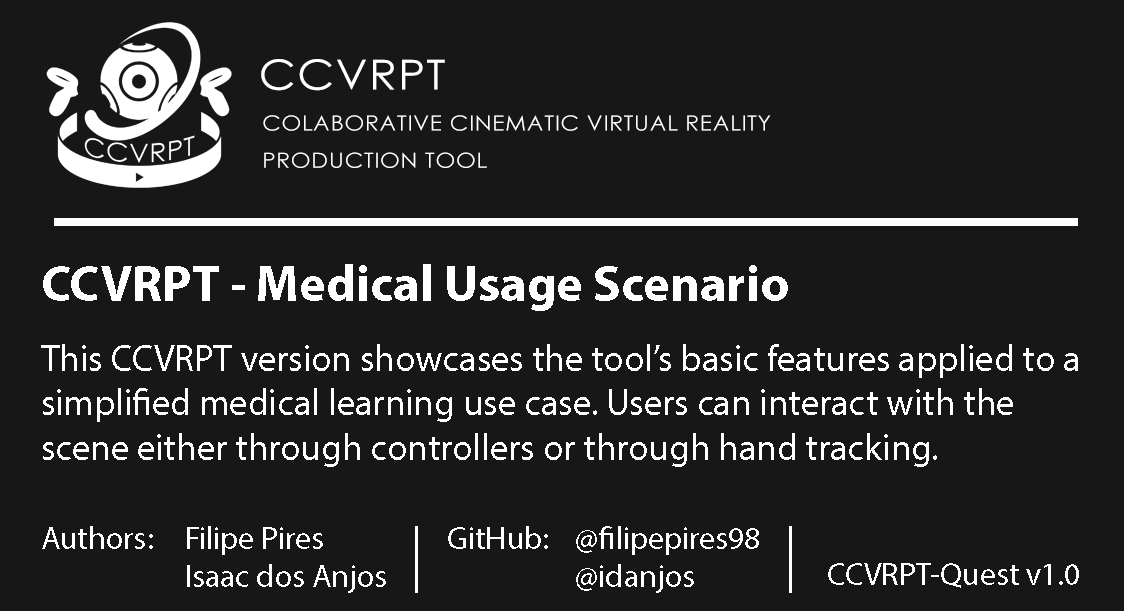 CCVRPT
CCVRPT
COLABORATIVE CINEMATIC VIRTUAL REALITY
PRODUCTION TOOL
CCVRPT - Medical Usage Scenario
This CCVRPT version showcases the tool’s basic features applied to a
simplified medical learning use case. Users can interact with the
scene either through controllers or through hand tracking.
Authors: Filipe Pires
Isaac dos Anjos
GitHub: @filipepires98
@idanjos
CCVRPT-Quest v1.0